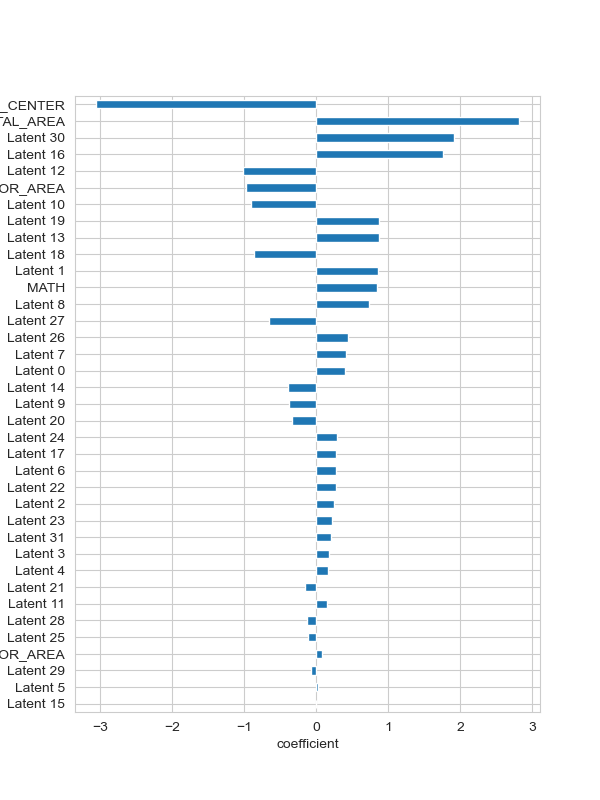 _CENTER
TAL_AREA
Latent 30
Latent 16
Latent 12
OR_AREA
Latent 10
Latent 19
Latent 13
Latent 18
Latent 1
MATH
Latent 8
Latent 27
Latent 26
Latent 7
Latent 0
Latent 14
Latent 9
Latent 20
Latent 24
Latent 17
Latent 6
Latent 22
Latent 2
Latent 23
Latent 31
Latent 3
Latent 4
Latent 21
Latent 11
Latent 28
Latent 25
OR_AREA
Latent 29
Latent 5
Latent 15
−3 −2 −1 0 1 2 3
coefficient